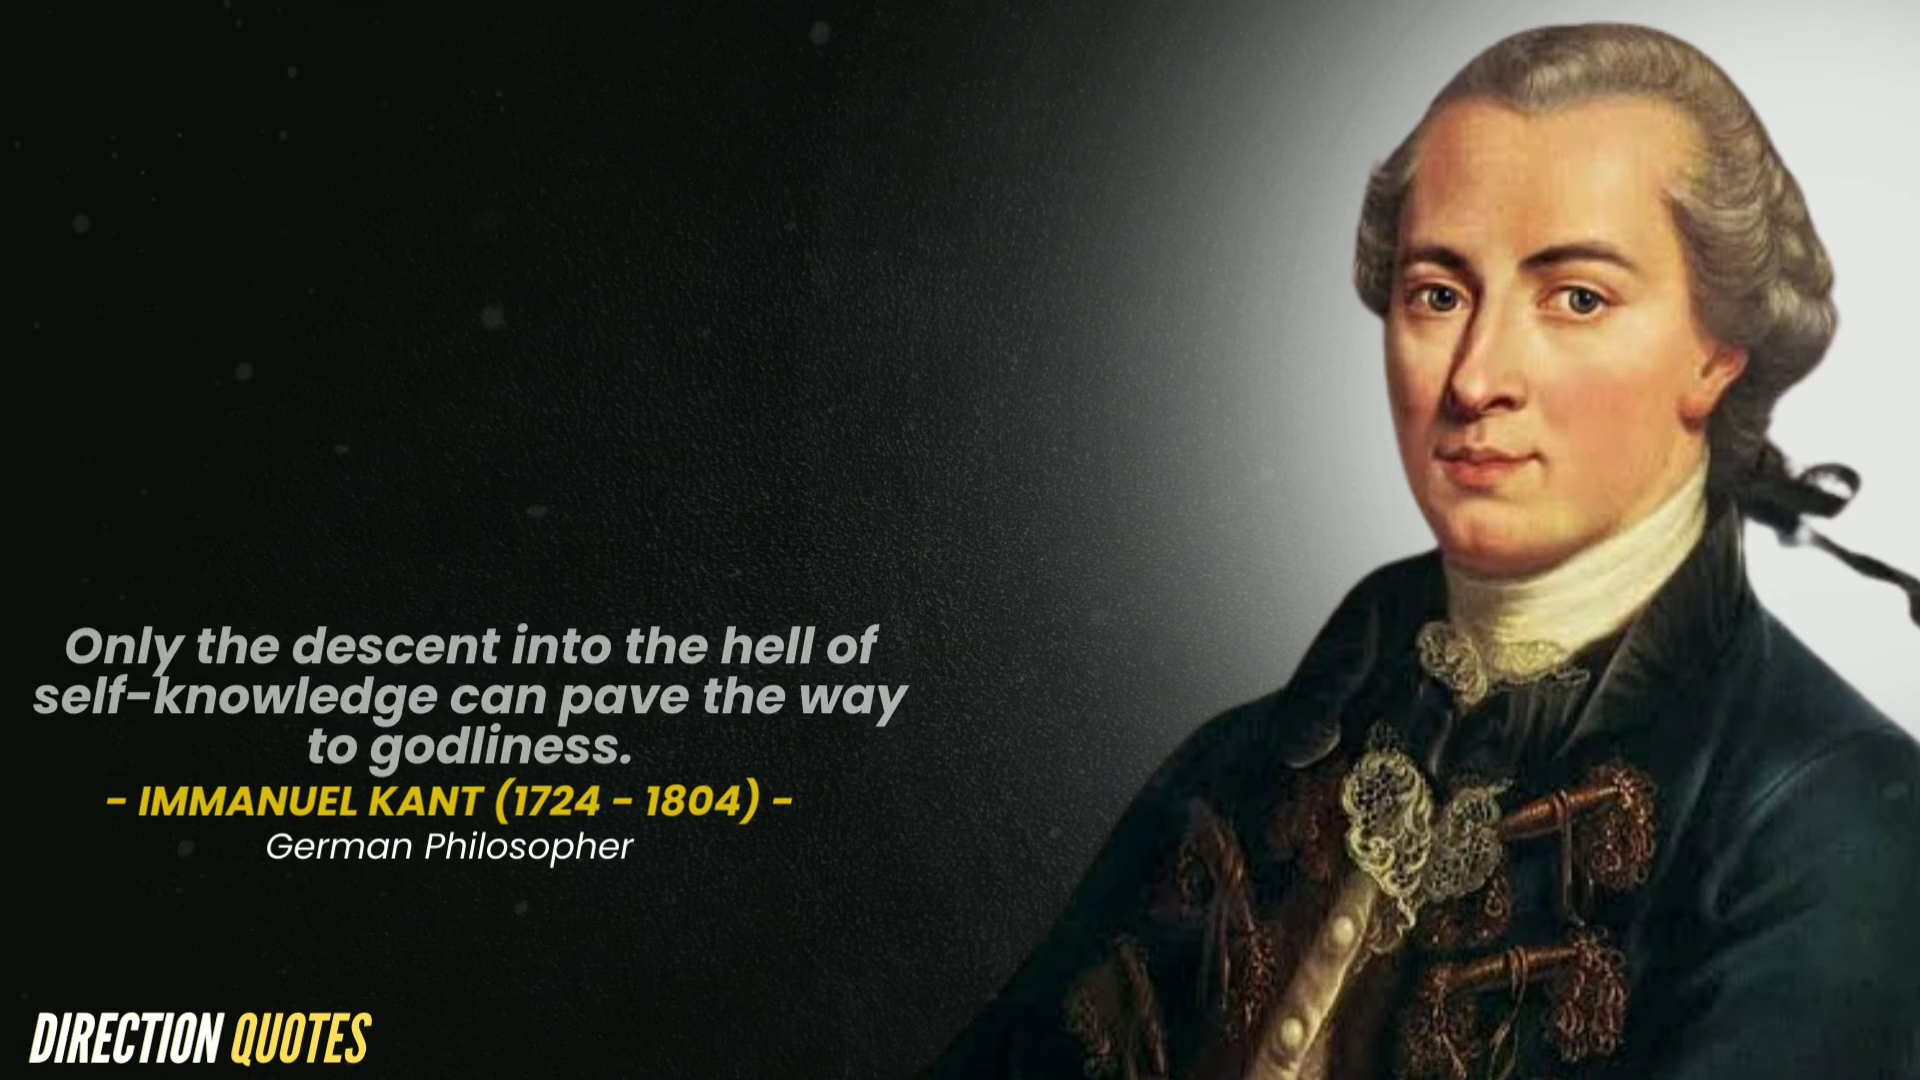 Only the descent into the hell of
self-knowledge can pave the way
to godliness.
- IMMANUEL KANT (1724 - 1804) -
German Philosopher
DIRECTION QUOTES